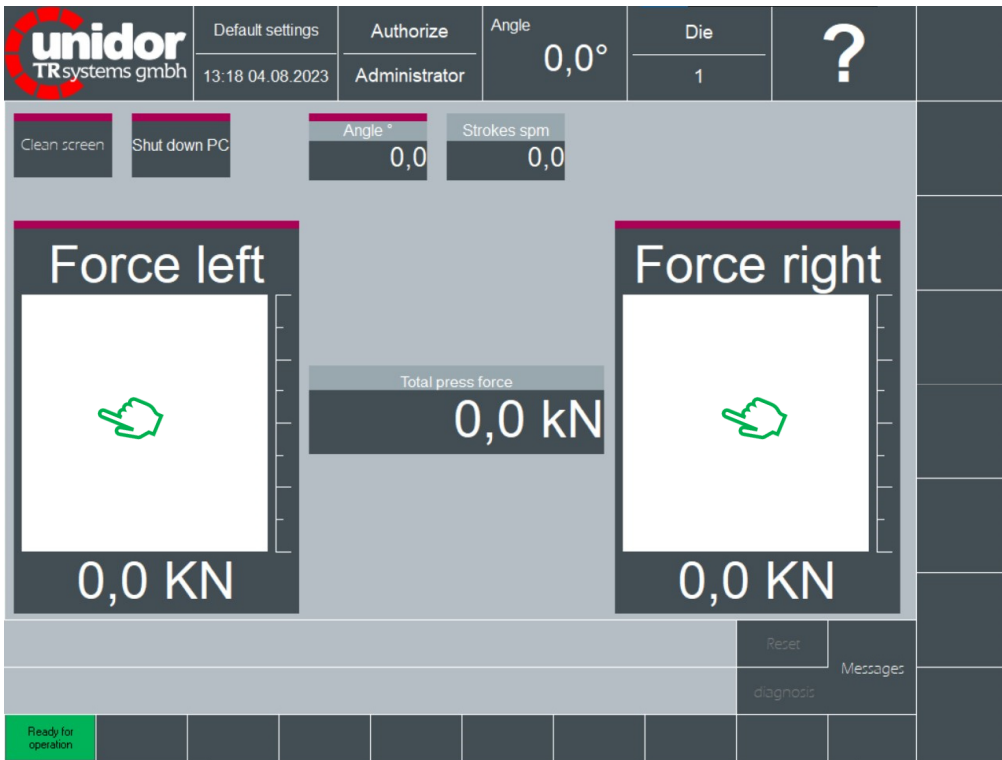 unidor
TRsystems gmbh
Default settings
13:18 04.08.2023
Authorize
Administrator
Angle
0,0°
Die
1
?
Clean screen
Shut down PC
Angle °
0,0
Strokes spm
0,0
Force left
0,0 KN
Total press force
0,0 kN
Force right
0,0 KN
Reset
Messages
diagnosis
Ready for
operation